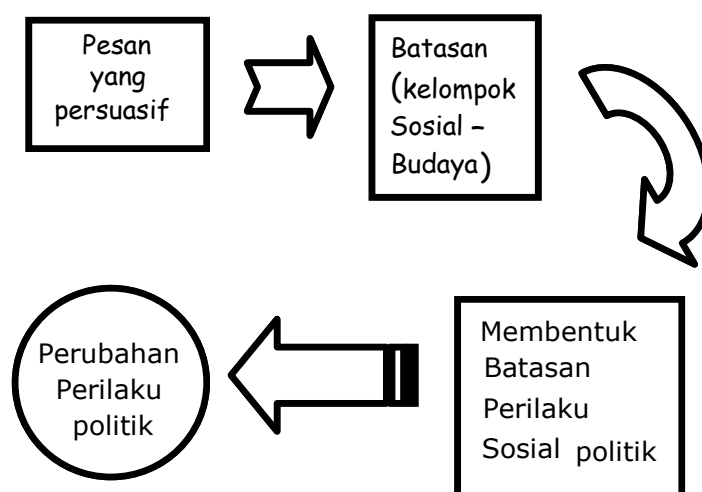 Pesan
yang
persuasif
Batasan
(kelompok
Sosial –
Budaya)
Membentuk
Batasan
Perilaku
Sosial politik
Perubahan
Perilaku
politik